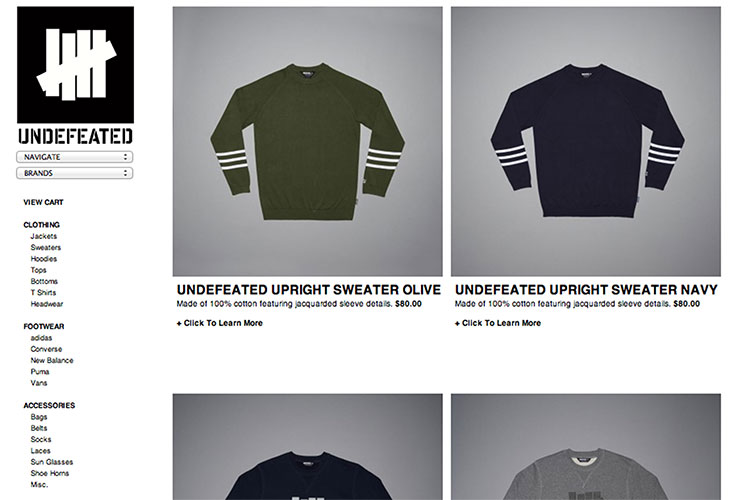 UNDEFEATED
NAVIGATE
BRANDS
VIEW CART
CLOTHING
Jackets
Sweaters
Hoodies
Tops
Bottoms
T Shirts
Headwear
FOOTWEAR
adidas
Converse
New Balance
Puma
Vans
ACCESSORIES
Bags
Belts
Socks
Laces
Sun Glasses
Shoe Horns
Misc.
UNDEFEATED UPRIGHT SWEATER OLIVE
Made of 100% cotton featuring jacquarded sleeve details. $80.00
+ Click To Learn More
UNDEFEATED UPRIGHT SWEATER NAVY
Made of 100% cotton featuring jacquarded sleeve details. $80.00
+ Click To Learn More